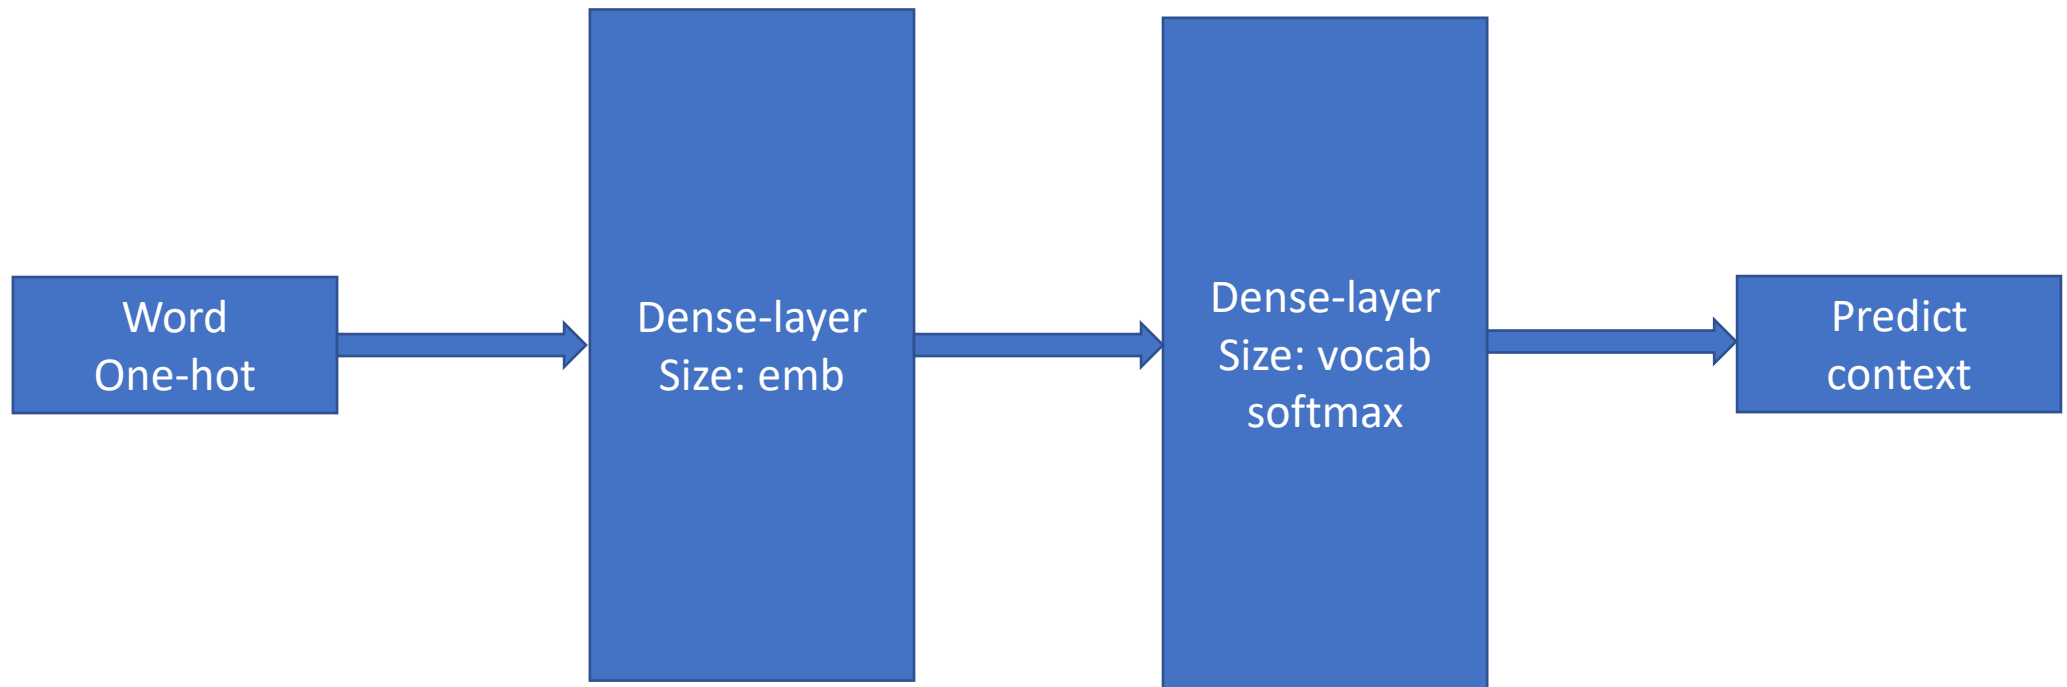 Word
One-hot
Dense-layer
Size: emb
Dense-layer
Size: vocab
softmax
Predict
context